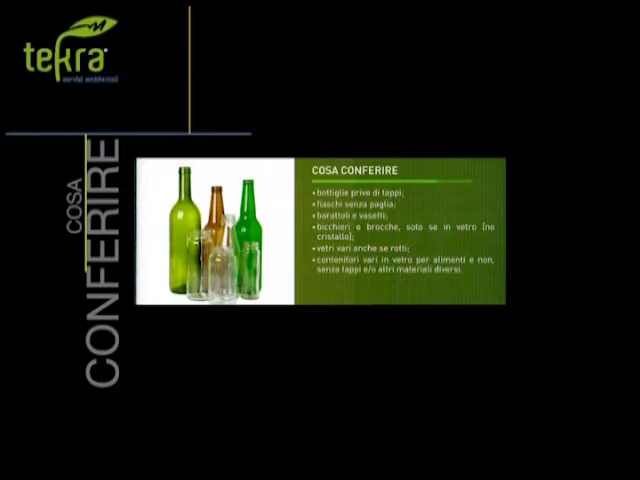 tekra
servizi ambientali
COSA
CONFERIRE
COSA CONFERIRE
• bottiglie prive di tappi;
• fiaschi senza paglia;
• barattoli e vasetti;
• bicchieri e brocche, solo se in vetro [no
cristallo];
• vetri vari anche se rotti;
• contenitori vari in vetro per alimenti e non,
senza tappi e/o altri materiali diversi.